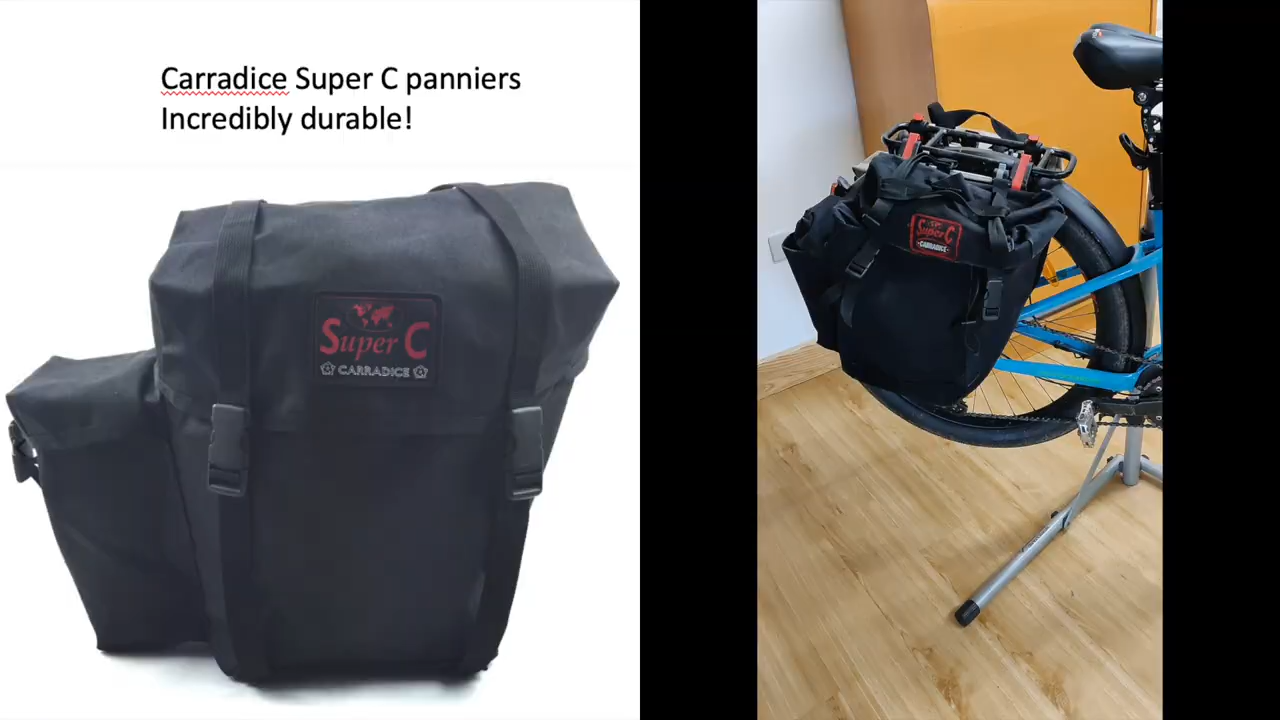 Carradice Super C panniers
Incredibly durable!
Super C
CARRADICE
Super C
CARRADICE